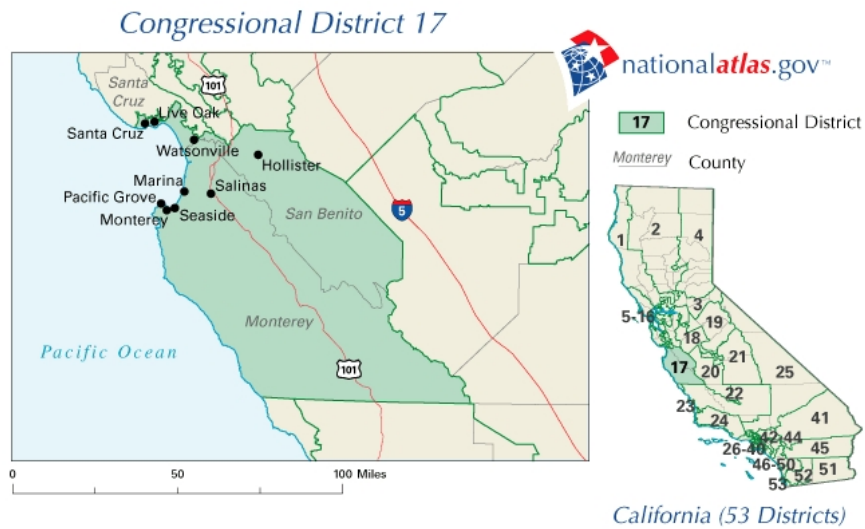 Congressional District 17
nationalatlas.gov™
17 Congressional District
Monterey County
Santa
Cruz
101
Live Oak
Santa Cruz
Watsonville
Hollister
Marina
Salinas
Pacific Grove
Monterey
Seaside
San Benito
5
Monterey
Pacific Ocean
101
0 50 100 Miles
1
2
4
3
5-16
19
18
17
20
21
25
22
23
24
41
42-44
26-40
45
46-50
51
52
53
California (53 Districts)